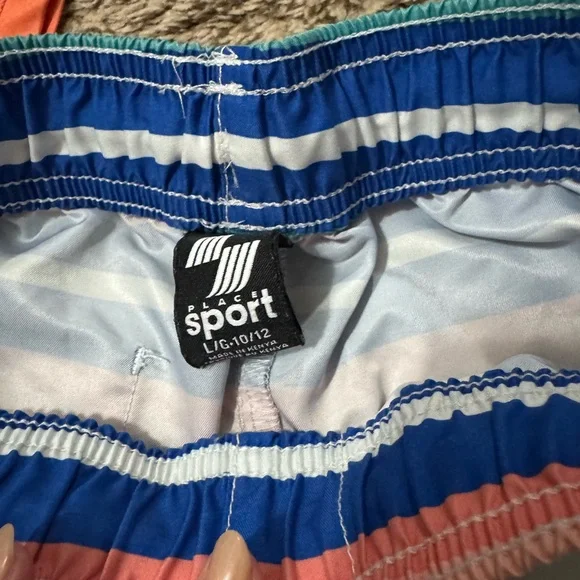 PLACE
sport
L/G•10/12
MADE IN KENYA